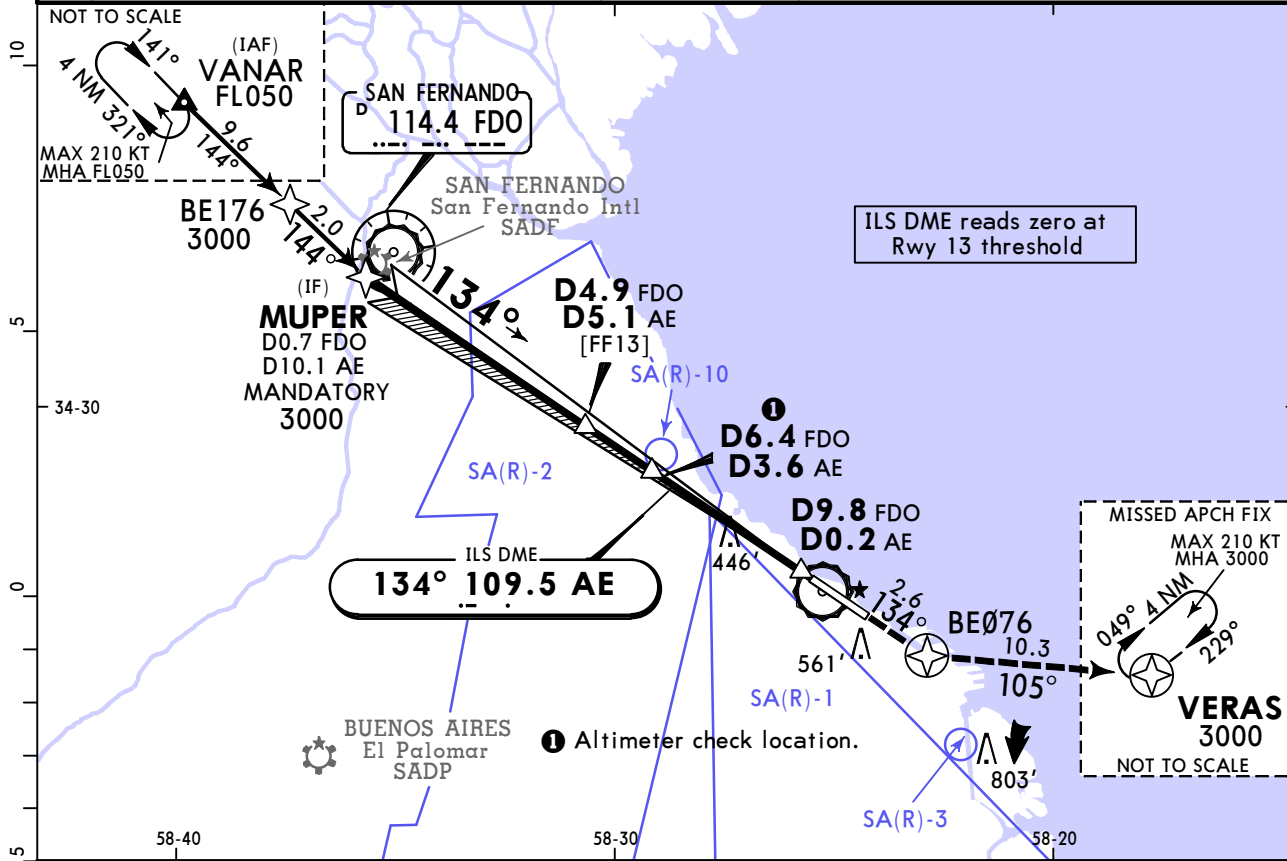 NOT TO SCALE
141°
4 NM 321°
MAX 210 KT
MHA FL050
(IAF)
VANAR
FL050
9.6
144°
BE176
3000
2.0
144°
D
SAN FERNANDO
114.4 FDO
SAN FERNANDO
San Fernando Intl
SADF
ILS DME reads zero at
Rwy 13 threshold
(IF)
MUPER
D0.7 FDO
D10.1 AE
MANDATORY
3000
134°
D4.9 FDO
D5.1 AE
[FF13]
SA(R)-10
❶
D6.4 FDO
D3.6 AE
SA(R)-2
D9.8 FDO
D0.2 AE
ILS DME
134° 109.5 AE
446'
2.6
134°
BEØ076
10.3
105°
561'
SA(R)-1
MISSED APCH FIX
MAX 210 KT
MHA 3000
049° 4 NM
229°
VERAS
3000
NOT TO SCALE
BUENOS AIRES
El Palomar
SADP
❶ Altimeter check location.
803'
SA(R)-3
10
5
0
5
34-30
58-40
58-30
58-20